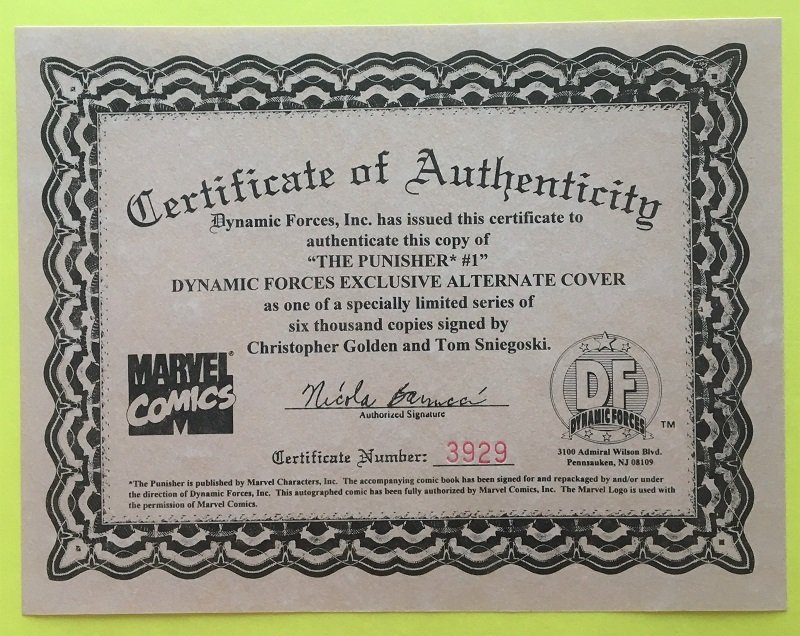 Certificate of Authenticity
Dynamic Forces, Inc. has issued this certificate to
authenticate this copy of
“THE PUNISHER* #1”
DYNAMIC FORCES EXCLUSIVE ALTERNATE COVER
as one of a specially limited series of
six thousand copies signed by
Christopher Golden and Tom Sniegoski.
MARVEL®
COMICS
M
Nicola Barrucci
Authorized Signature
DF
DYNAMIC FORCES
TM
3100 Admiral Wilson Blvd.
Pennsauken, NJ 08109
Certificate Number: 3929
*The Punisher is published by Marvel Characters, Inc. The accompanying comic book has been signed for and repackaged by and/or under
the direction of Dynamic Forces, Inc. This autographed comic has been fully authorized by Marvel Comics, Inc. The Marvel Logo is used with
the permission of Marvel Comics.